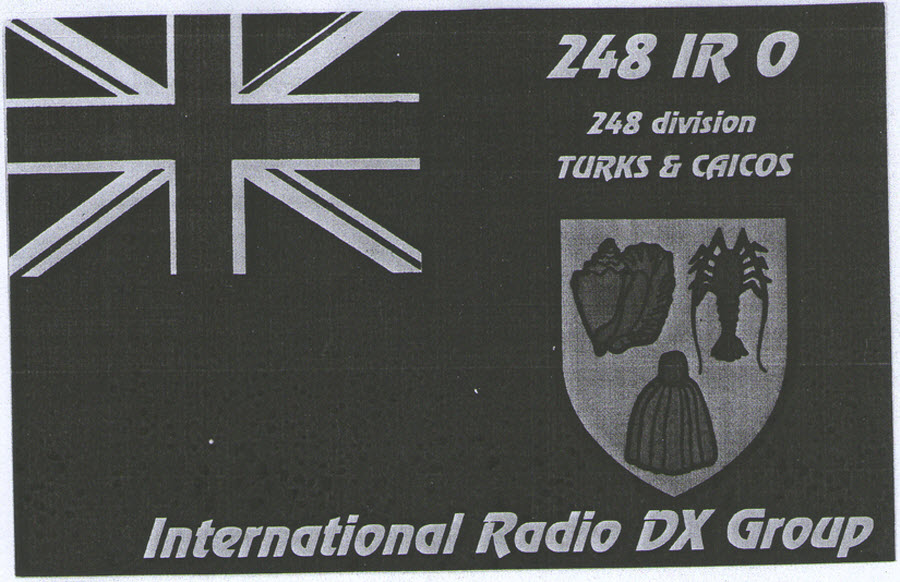 248 IR 0
248 division
TURKS & CAICOS
International Radio DX Group